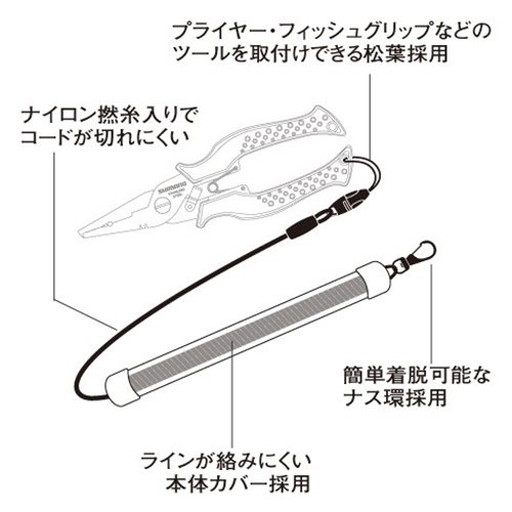 プライヤー・フィッシュグリップなどの
ツールを取付けできる松葉採用
ナイロン撚糸入りで
コードが切れにくい
SHIMANO
簡単着脱可能な
ナス環採用
ラインが絡みにくい
本体カバー採用